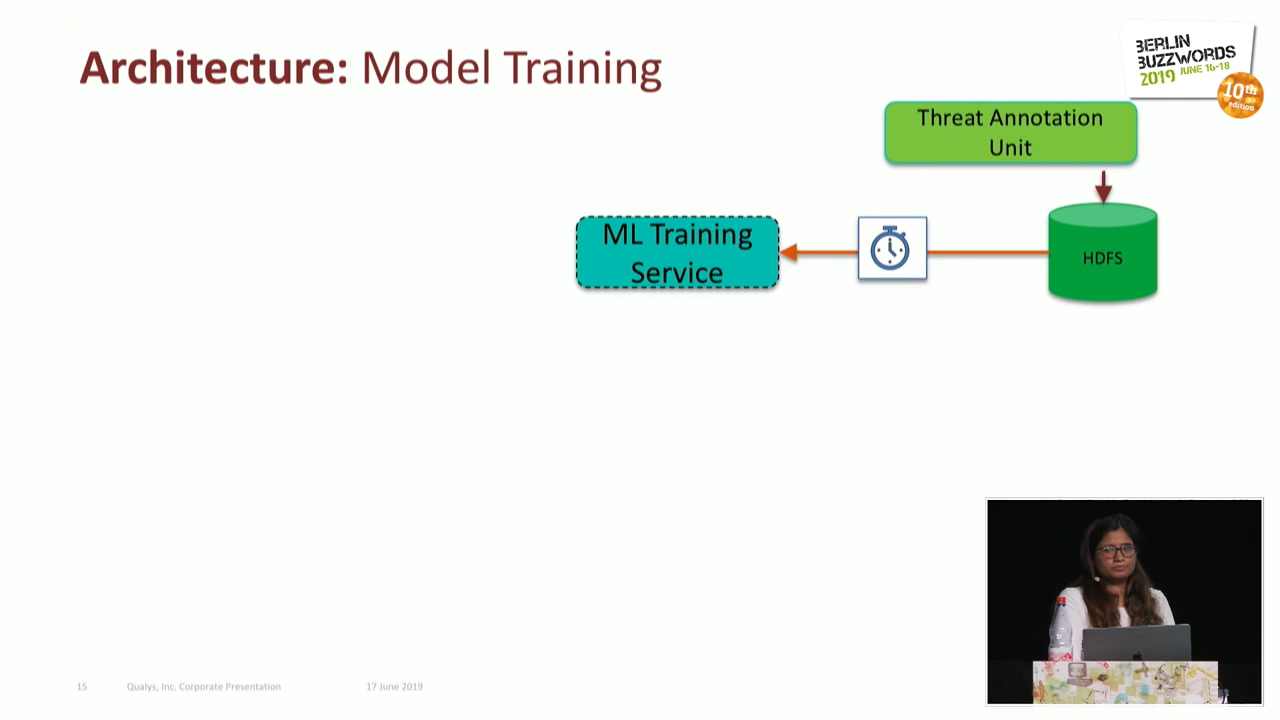 Architecture: Model Training
BERLIN
BUZZWORDS
2019 JUNE 16-18
10th
edition
Threat Annotation
Unit
ML Training
Service
HDFS
15 Qualys, Inc. Corporate Presentation 17 June 2019